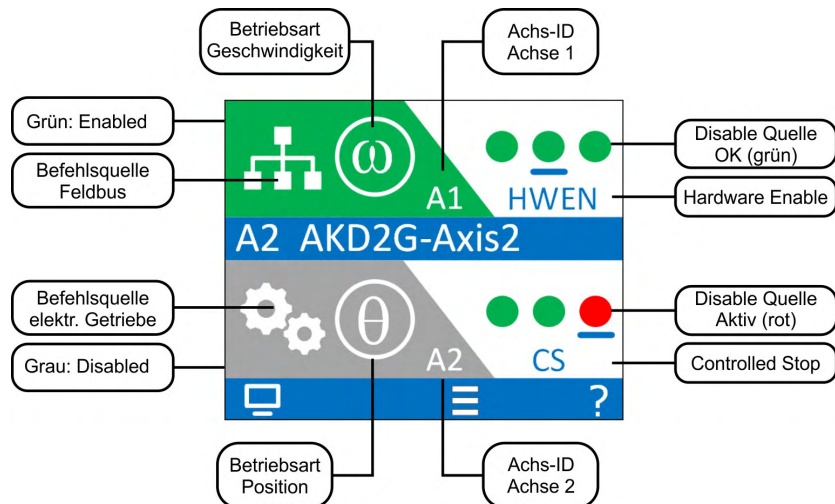 Betriebsart
Geschwindigkeit
Achs-ID
Achse 1
Grün: Enabled
Befehlsquelle
Feldbus
ω
A1
HWEN
Disable Quelle
OK (grün)
Hardware Enable
A2 AKD2G-Axis2
Befehlsquelle
elektr. Getriebe
Grau: Disabled
θ
A2
CS
Disable Quelle
Aktiv (rot)
Controlled Stop
?
Betriebsart
Position
Achs-ID
Achse 2